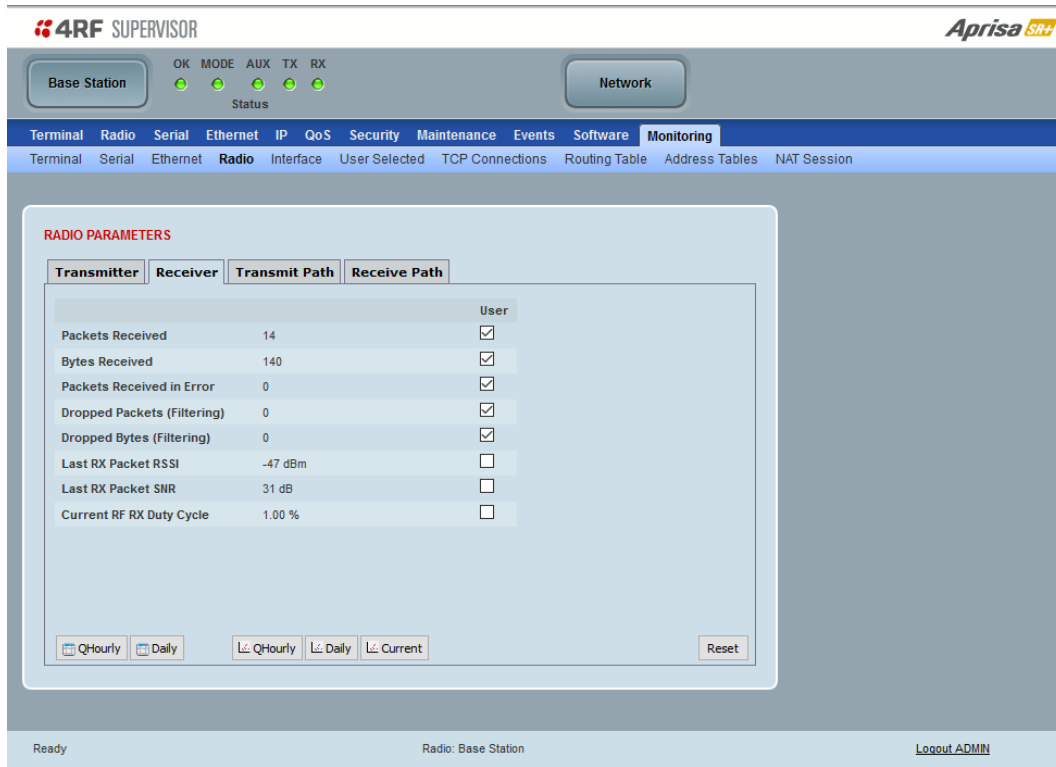 4RF SUPERVISOR
Aprisa SR+
Base Station
OK MODE AUX TX RX
Status
Network
Terminal Radio Serial Ethernet IP QoS Security Maintenance Events Software Monitoring
Terminal Serial Ethernet Radio Interface User Selected TCP Connections Routing Table Address Tables NAT Session
RADIO PARAMETERS
Transmitter Receiver Transmit Path Receive Path
User
Packets Received 14
Bytes Received 140
Packets Received in Error 0
Dropped Packets (Filtering) 0
Dropped Bytes (Filtering) 0
Last RX Packet RSSI -47 dBm
Last RX Packet SNR 31 dB
Current RF RX Duty Cycle 1.00 %
QHourly Daily QHourly Daily Current Reset
Ready Radio: Base Station Logout ADMIN